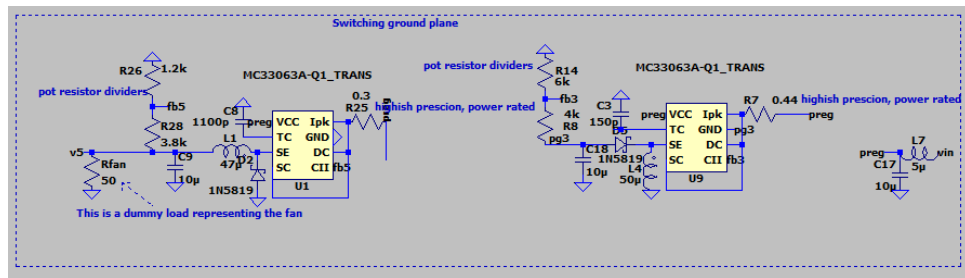 Switching ground plane
R26
1.2k
pot resistor dividers
fb5
R28
3.8k
v5
Rfan
50
C9
10µ
L1
47µ
D2
1N5819
C8
1100p
preg
MC33063A-Q1_TRANS
VCC
Ipk
TC
GND
SE
DC
SC
CII
fb5
U1
0.3
R25
highish prescion, power rated
preg
This is a dummy load representing the fan
pot resistor dividers
R14
6k
fb3
4k
R8
pg3
C18
10µ
D5
1N5819
L4
50µ
C3
150p
preg
MC33063A-Q1_TRANS
VCC
Ipk
TC
GND
SE
DC
SC
CII
pg3
fb3
U9
R7
0.44
highish prescion, power rated
preg
preg
L7
5µ
vin
C17
10µ